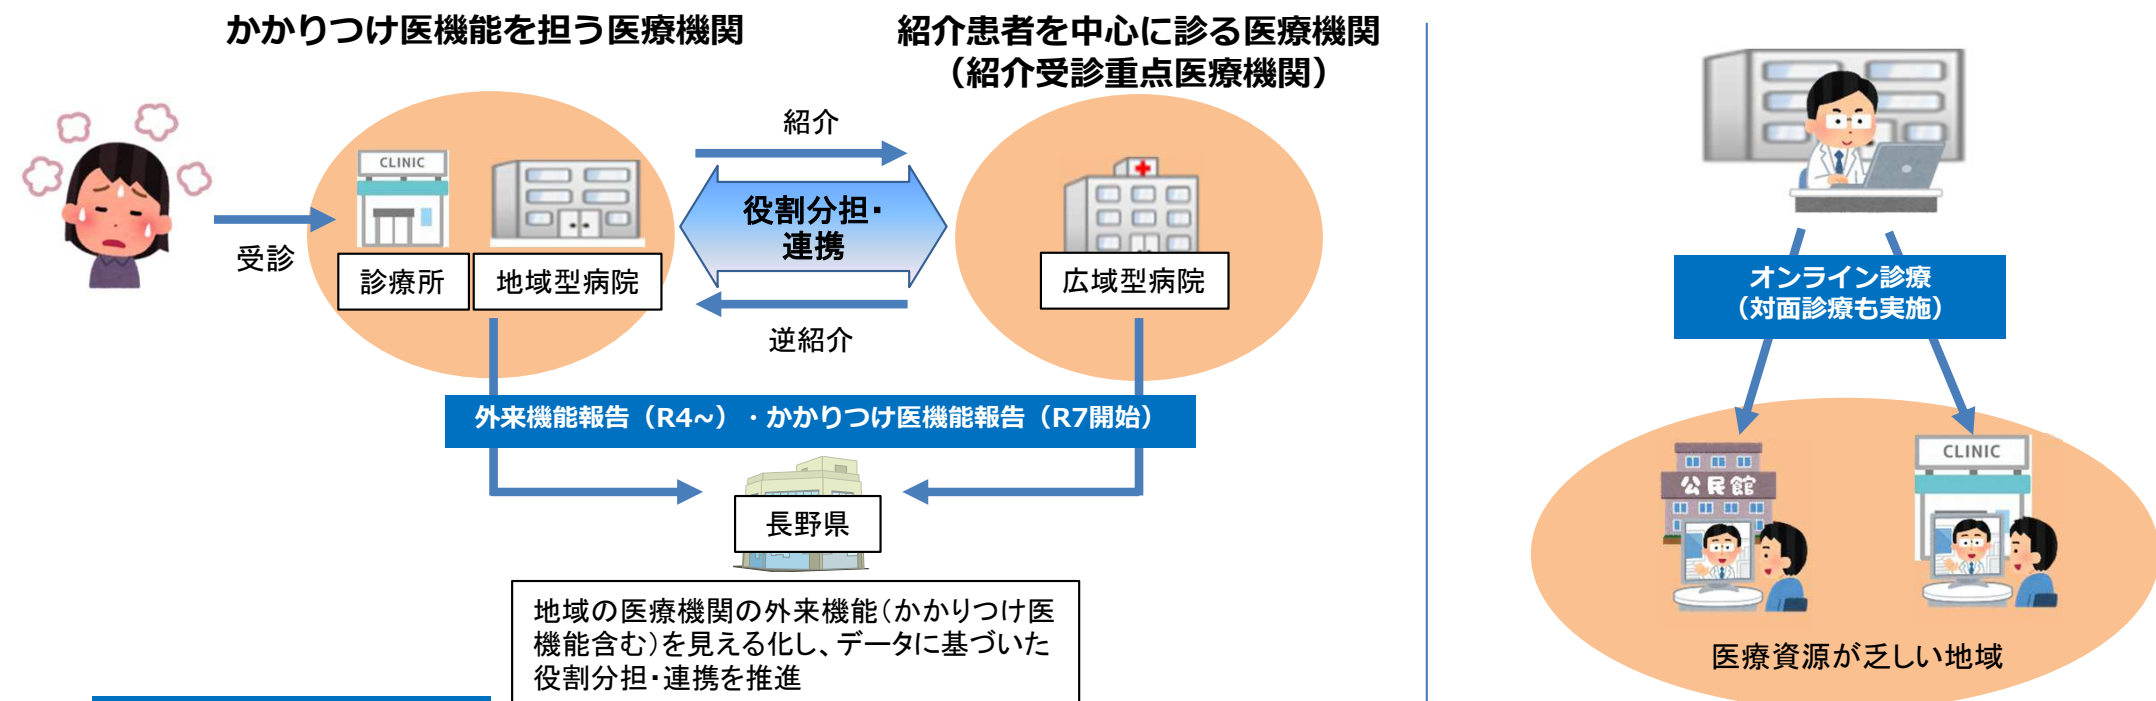 かかりつけ医機能を担う医療機関
紹介患者を中心に診る医療機関
（紹介受診重点医療機関）
紹介
CLINIC
役割分担・
連携
受診
診療所
地域型病院
広域型病院
逆紹介
外来機能報告（R4~）・かかりつけ医機能報告（R7開始）
長野県
地域の医療機関の外来機能（かかりつけ医
機能含む）を見える化し、データに基づいた
役割分担・連携を推進
オンライン診療
（対面診療も実施）
公民館
CLINIC
医療資源が乏しい地域